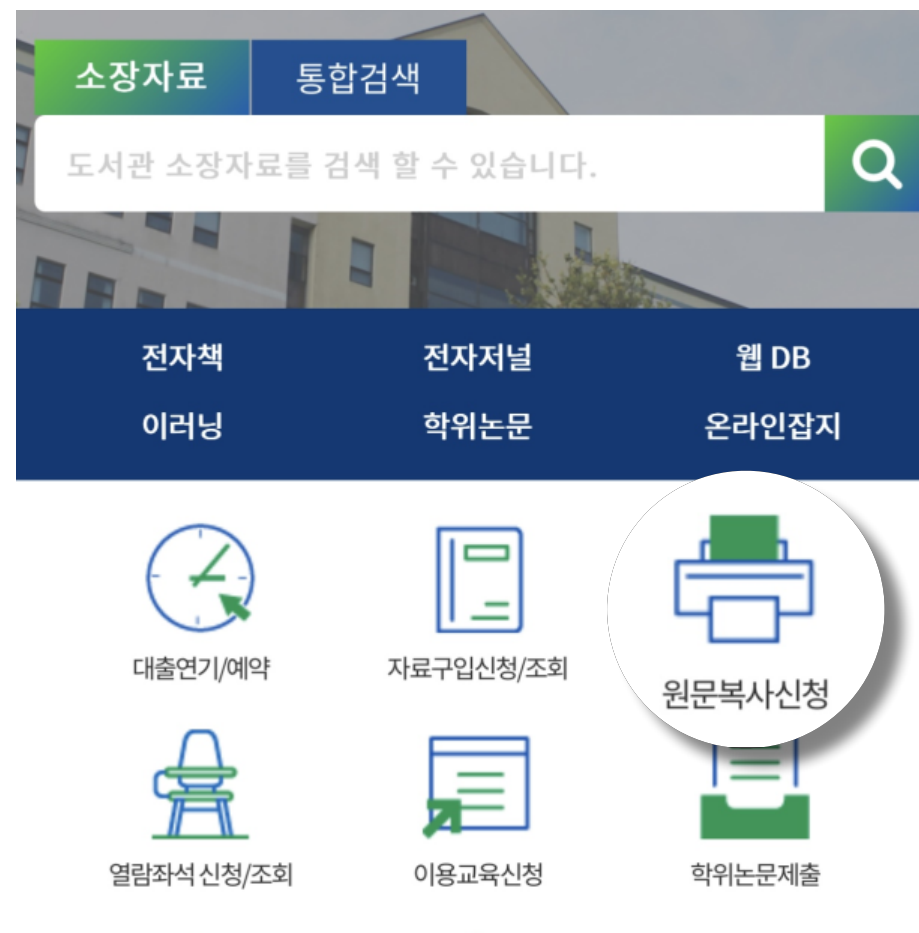 소장자료 통합검색
도서관 소장자료를 검색 할 수 있습니다.
전자책 전자저널 웹 DB
이러닝 학위논문 온라인잡지
대출연기/예약 자료구입신청/조회 원문복사신청
열람좌석 신청/조회 이용교육신청 학위논문제출